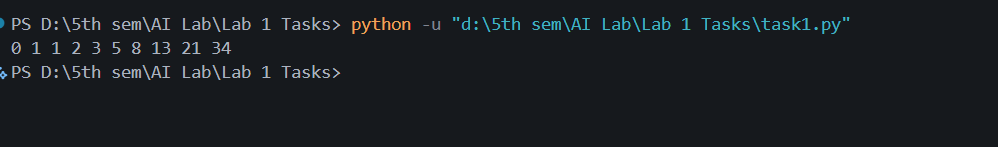 PS D:\5th sem\AI Lab\Lab 1 Tasks> python -u "d:\5th sem\AI Lab\Lab 1 Tasks\task1.py"
0 1 1 2 3 5 8 13 21 34
PS D:\5th sem\AI Lab\Lab 1 Tasks>